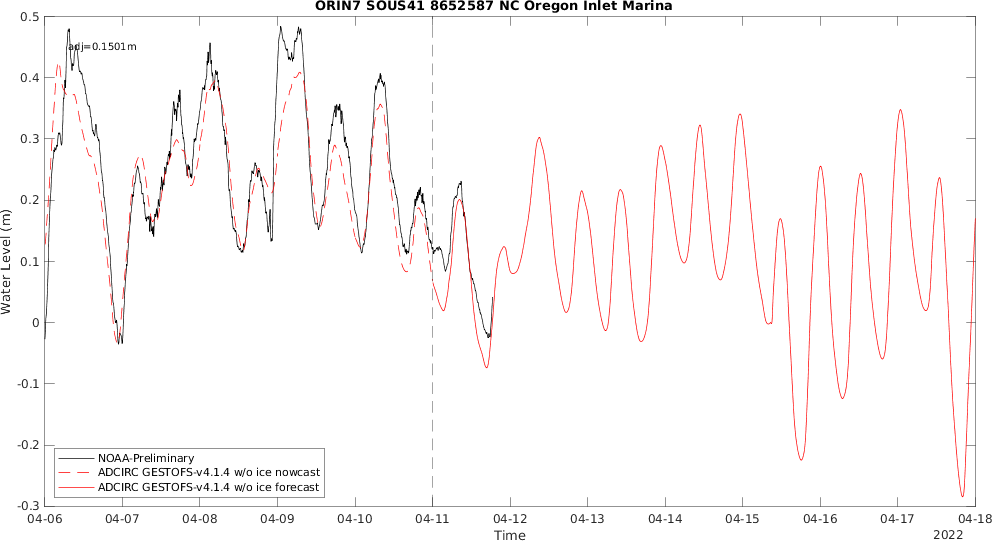 ORIN7 SOUS41 8652587 NC Oregon Inlet Marina
adj=0.1501m
0.5
0.4
0.3
0.2
0.1
0
-0.1
-0.2
-0.3
Water Level (m)
NOAA-Preliminary
ADCIRC GESTOFS-v4.1.4 w/o ice nowcast
ADCIRC GESTOFS-v4.1.4 w/o ice forecast
04-06 04-07 04-08 04-09 04-10 04-11 04-12 04-13 04-14 04-15 04-16 04-17 04-18
Time
2022